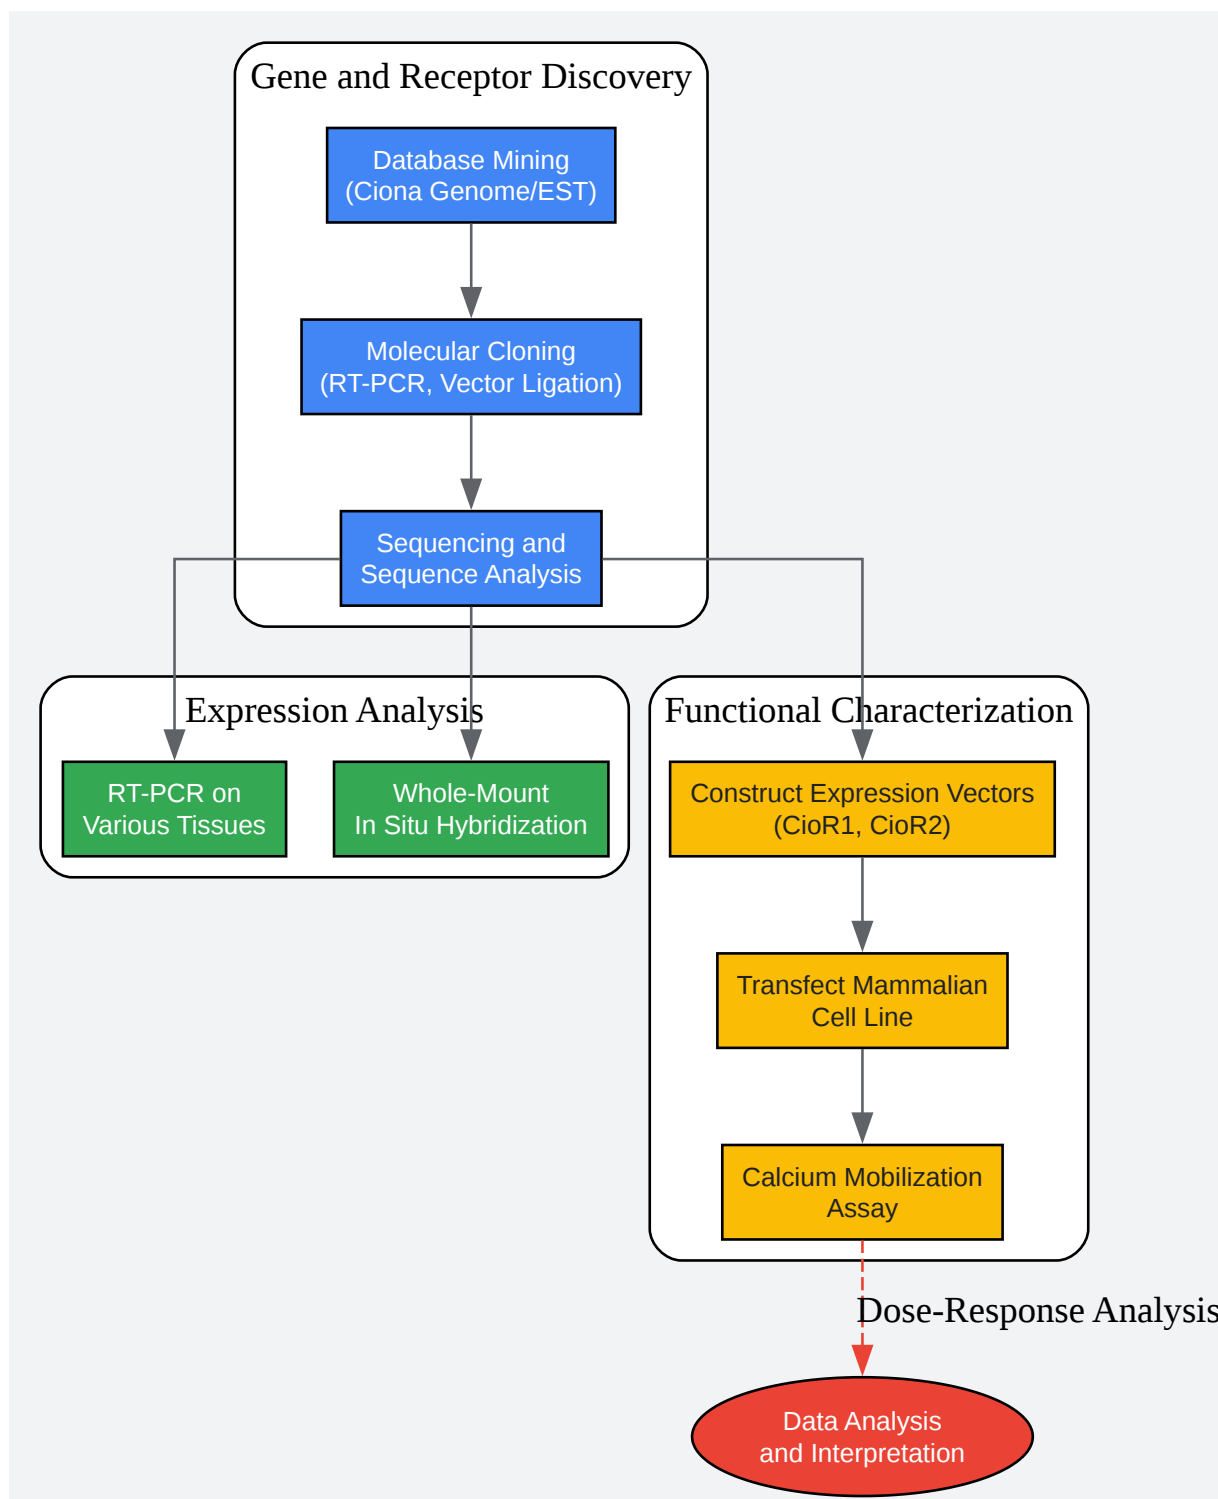 Gene and Receptor Discovery
Database Mining
(Ciona Genome/EST)
Molecular Cloning
(RT-PCR, Vector Ligation)
Sequencing and
Sequence Analysis
Expression Analysis
RT-PCR on
Various Tissues
Whole-Mount
In Situ Hybridization
Functional Characterization
Construct Expression Vectors
(CioR1, CioR2)
Transfect Mammalian
Cell Line
Calcium Mobilization
Assay
Dose-Response Analysis
Data Analysis
and Interpretation